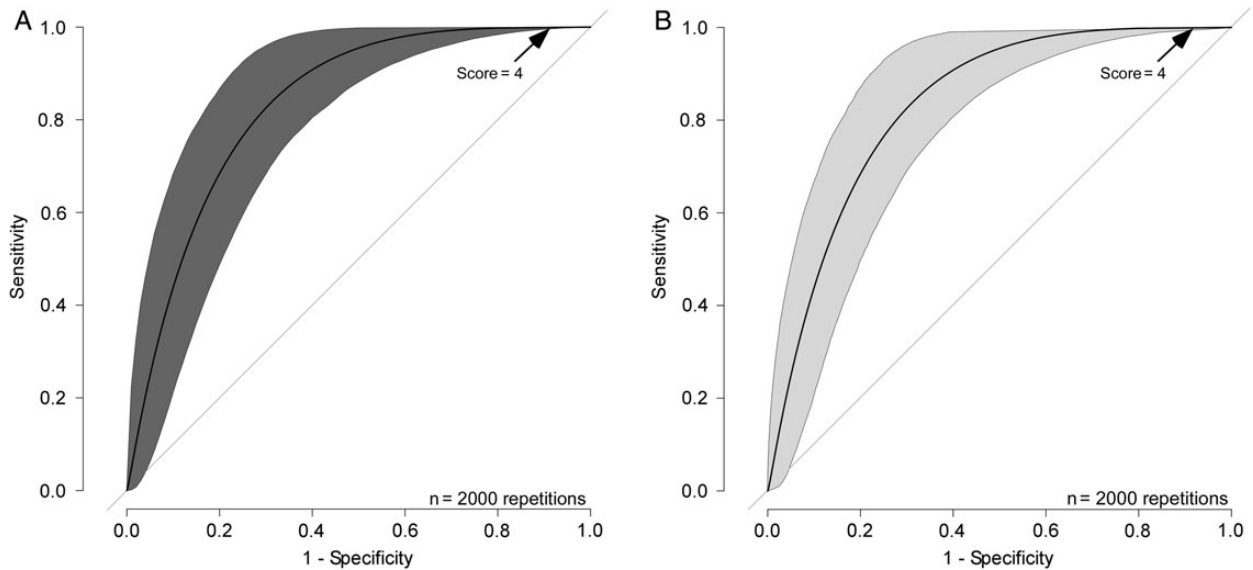 A
1.0
0.8
0.6
0.4
0.2
0.0
Sensitivity
Score = 4
n = 2000 repetitions
0.0 0.2 0.4 0.6 0.8 1.0
1 - Specificity
B
1.0
0.8
0.6
0.4
0.2
0.0
Sensitivity
Score = 4
n = 2000 repetitions
0.0 0.2 0.4 0.6 0.8 1.0
1 - Specificity